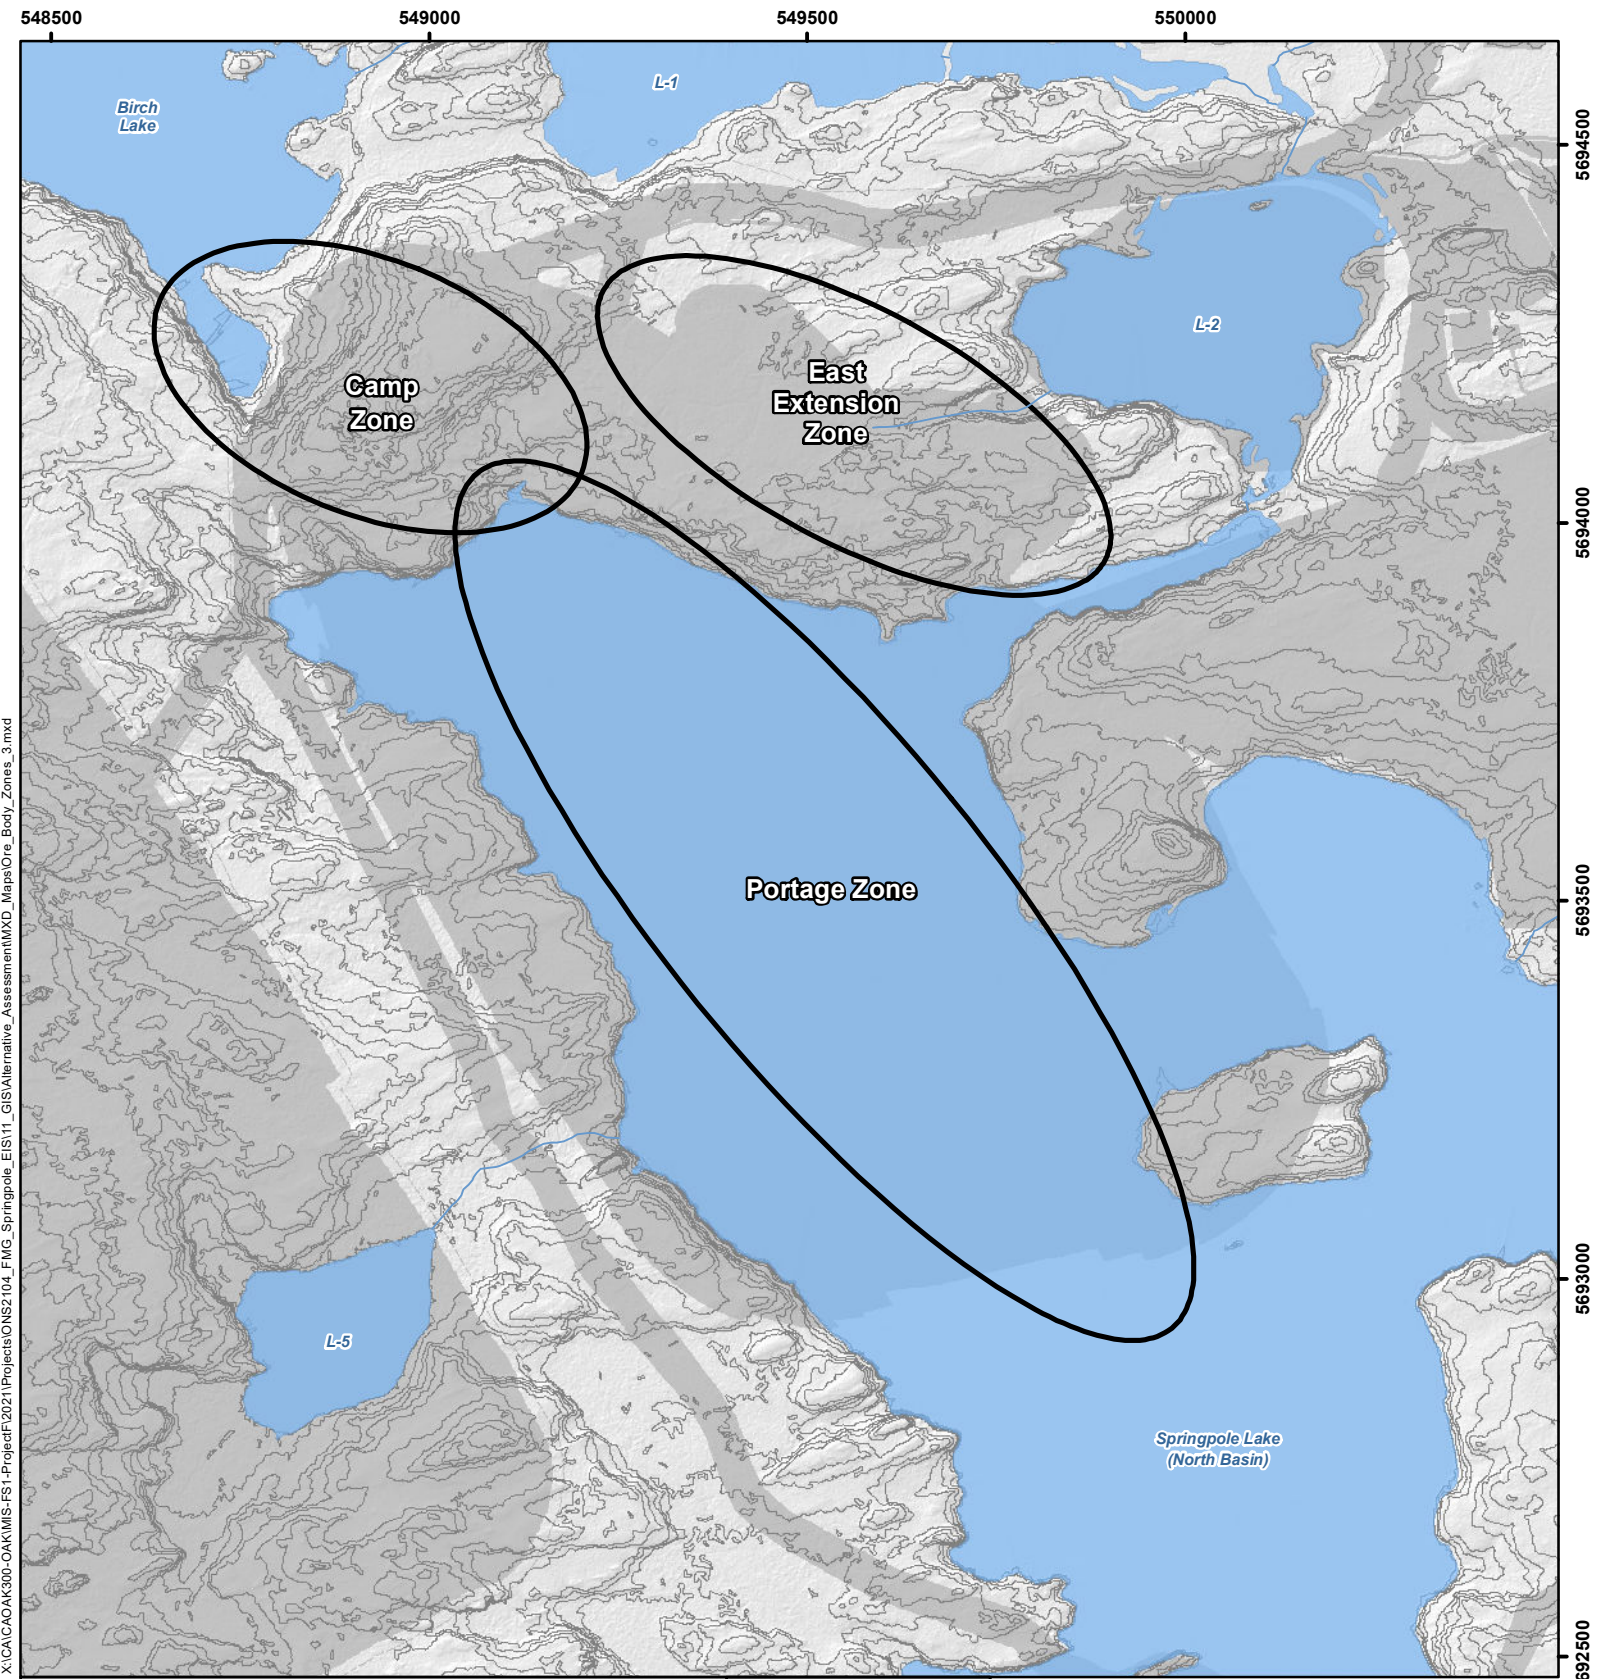 548500
549000
549500
550000
Birch
Lake
L-1
5694500
L-2
Camp
Zone
East
Extension
Zone
5694000
Portage Zone
5693500
5693000
L-5
Springpole Lake
(North Basin)
692500
X:\CA\CAOAK300-OAK\MIS-FS1-ProjectF\2021\Projects\ONS2104_FMG_Springpole_EIS\11_GIS\Alternative_Assessment\MXD_Maps\Ore_Body_Zones_3.mxd